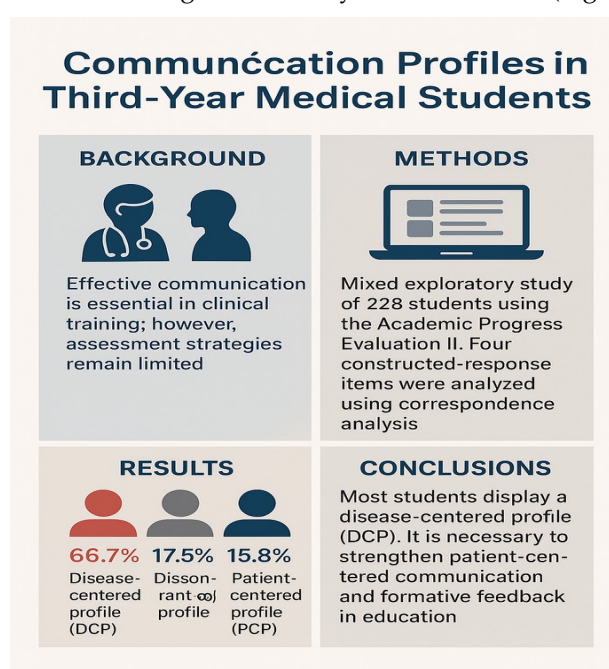 Communććation Profiles in
Third-Year Medical Students
BACKGROUND
Effective communication
is essential in clinical
training; however,
assessment strategies
remain limited
METHODS
Mixed exploratory study
of 228 students using
the Academic Progress
Evaluation II. Four
constructed-response
items were analyzed
using correspondence
analysis
RESULTS
66.7% 17.5% 15.8%
Disease-
centered
profile
(DCP)
Disson-
rant
profile
Patient-
centered
profile
(PCP)
CONCLUSIONS
Most students display a
disease-centered profile
(DCP). It is necessary to
strengthen patient-cen-
tered communication
and formative feedback
in education